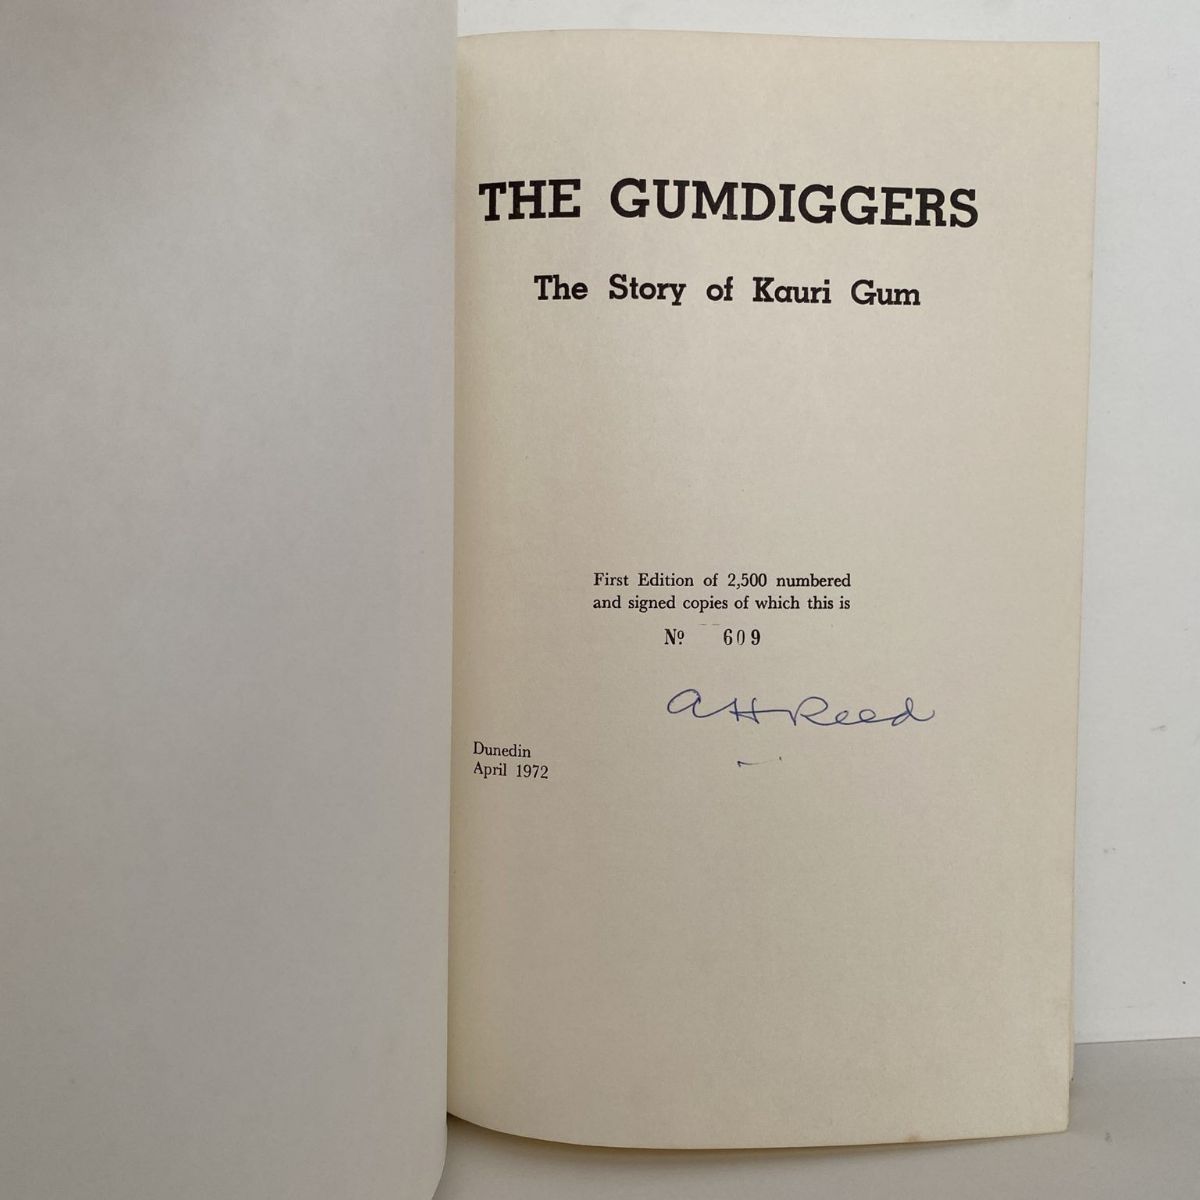 THE GUMDIGGERS
The Story of Kauri Gum
First Edition of 2,500 numbered
and signed copies of which this is
Nº 609
A H Reed
Dunedin
April 1972